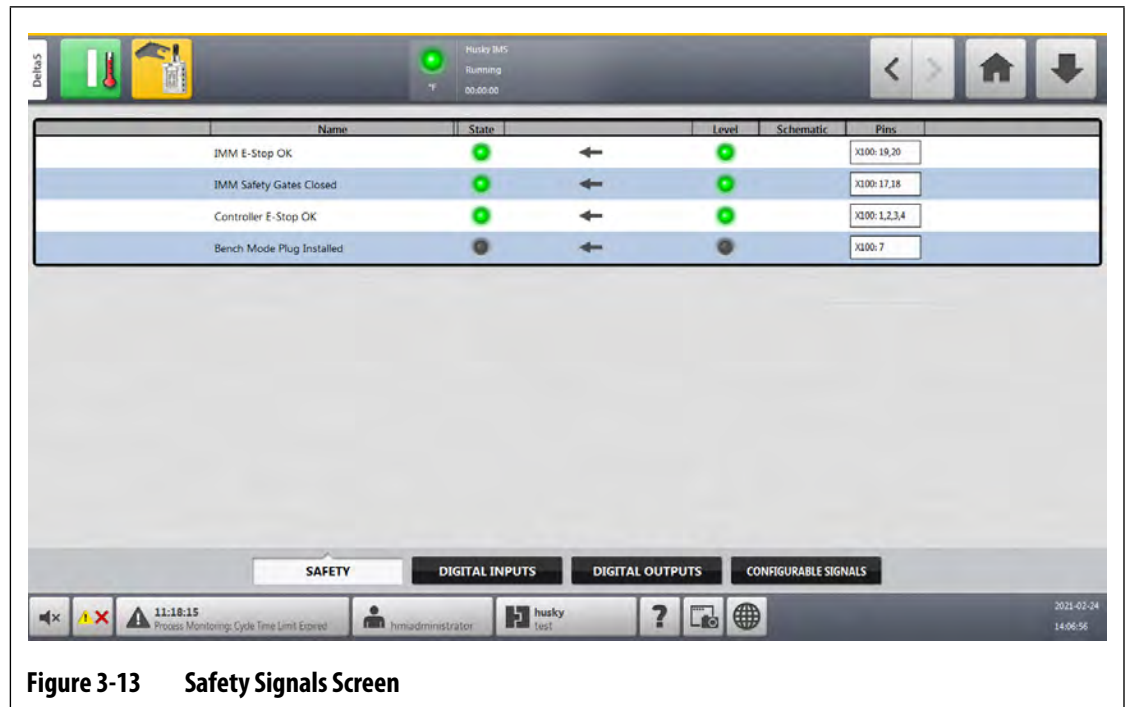 Delta5
Husky IMS
Running
°F 00:00:00
Name State Level Schematic Pins
IMM E-Stop OK X100: 19,20
IMM Safety Gates Closed X100: 17,18
Controller E-Stop OK X100: 1,2,3,4
Bench Mode Plug Installed X100: 7
SAFETY DIGITAL INPUTS DIGITAL OUTPUTS CONFIGURABLE SIGNALS
11:18:15
Process Monitoring: Cycle Time Limit Expired
hmiadministrator
husky
test
?
2021-02-24
14:06:56
Figure 3-13 Safety Signals Screen